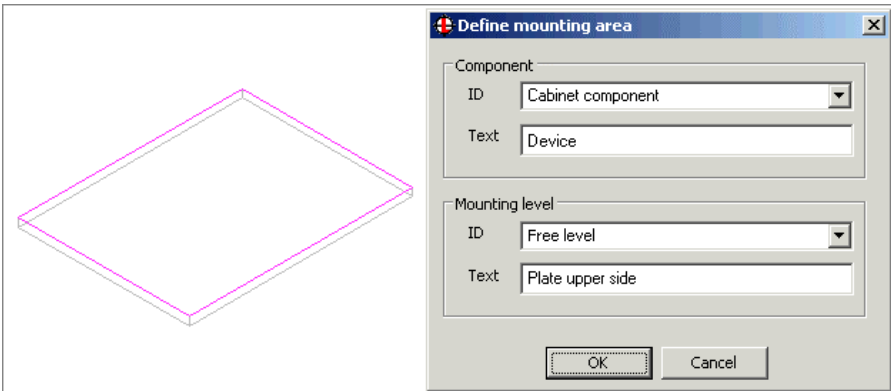 Define mounting area
Component
ID
Cabinet component
Text
Device
Mounting level
ID
Free level
Text
Plate upper side
OK
Cancel